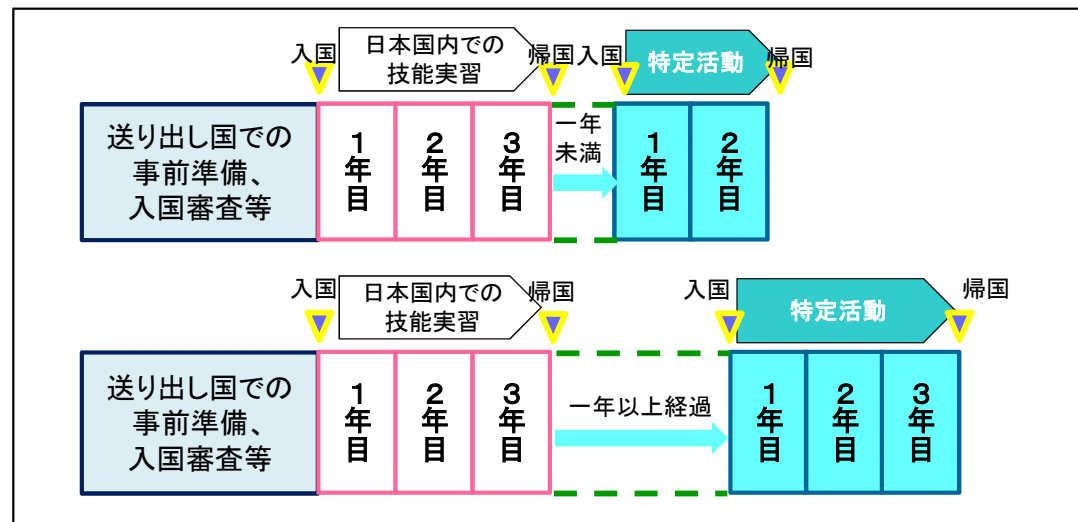 入国
日本国内での
技能実習
帰国
入国
特定活動
帰国
送り出し国での
事前準備、
入国審査等
1年目
2年目
3年目
一年
未満
1年目
2年目
入国
日本国内での
技能実習
帰国
入国
特定活動
帰国
送り出し国での
事前準備、
入国審査等
1年目
2年目
3年目
一年以上経過
1年目
2年目
3年目